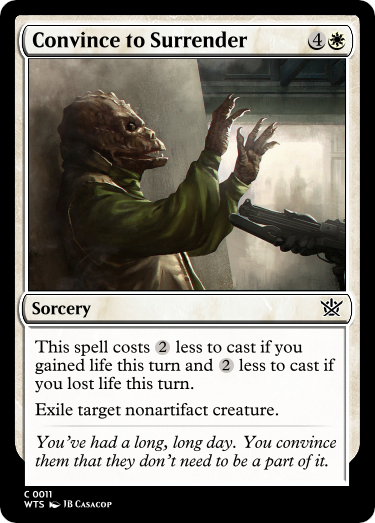 Convince to Surrender 4
Sorcery
This spell costs 2 less to cast if you
gained life this turn and 2 less to cast if
you lost life this turn.
Exile target nonartifact creature.
You've had a long, long day. You convince
them that they don't need to be a part of it.
C 0011
WTS JB Casacop